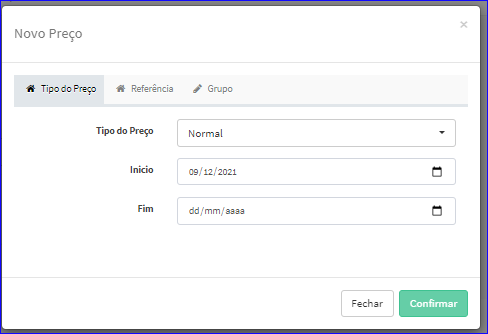 Novo Preço ×
Tipo do Preço Referência Grupo
Tipo do Preço Normal
Inicio 09/12/2021
Fim dd/mm/aaaa
Fechar Confirmar